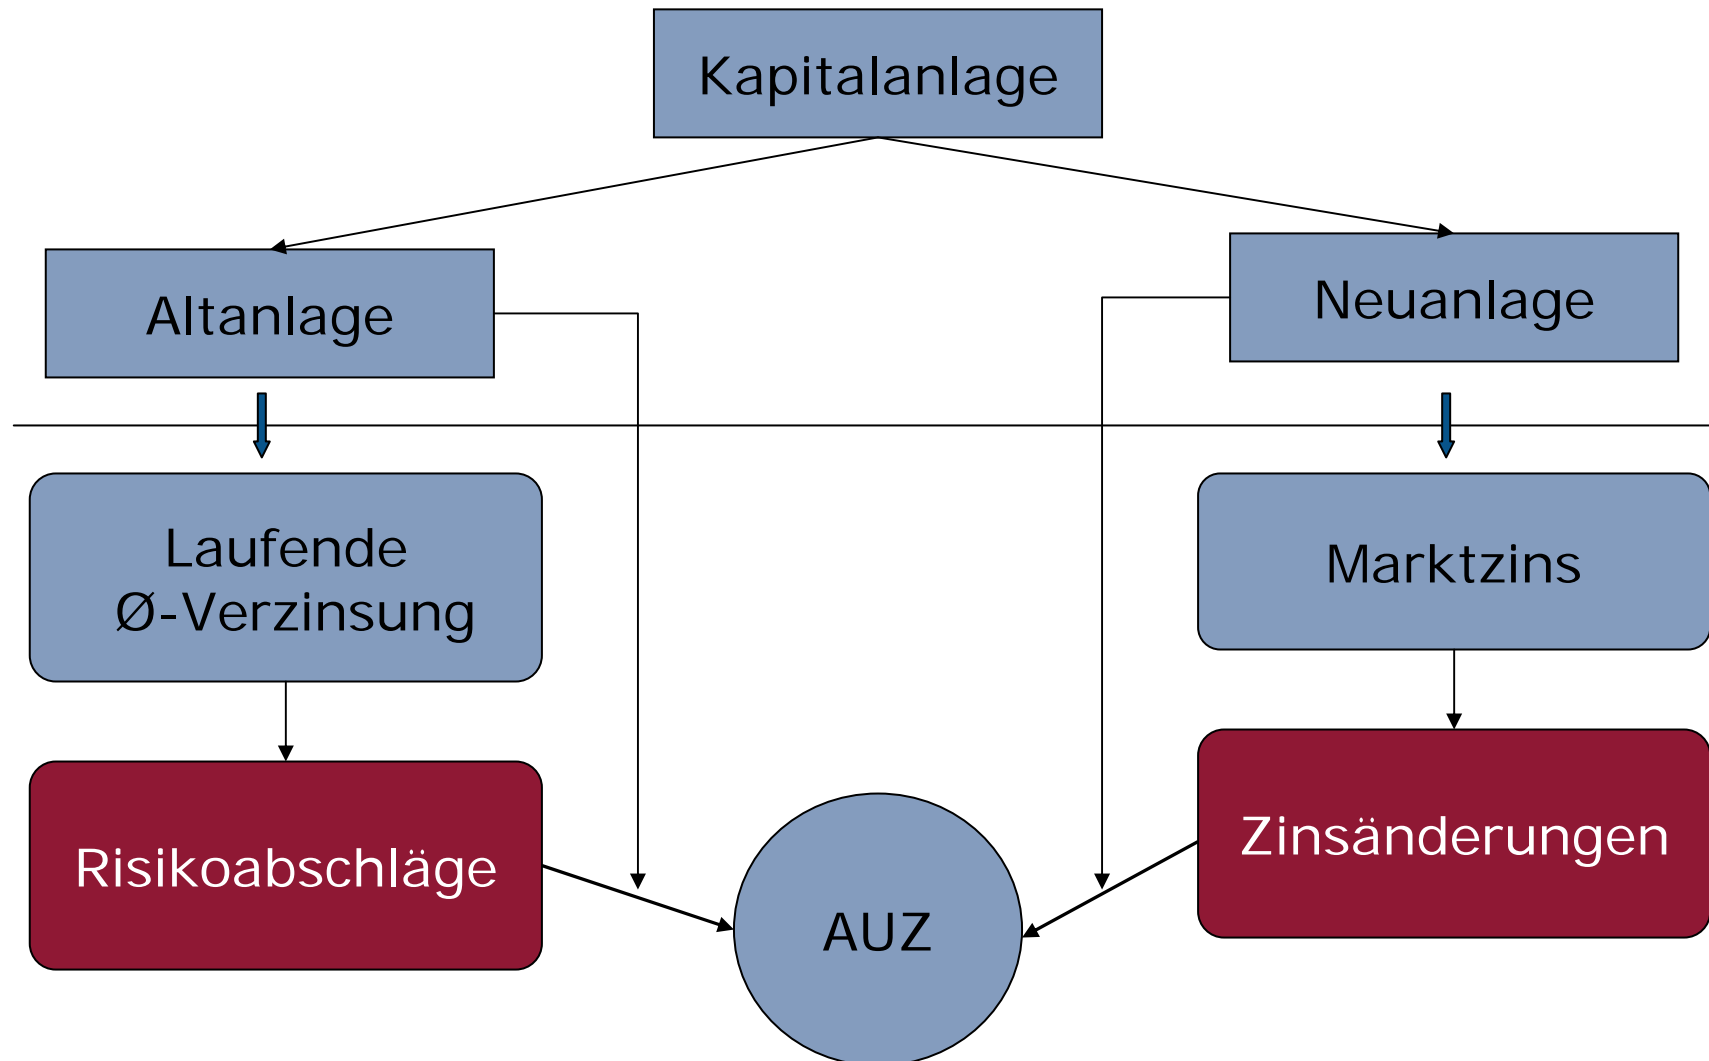 Kapitalanlage
Altanlage
Neuanlage
Laufende
Ø-Verzinsung
Marktzins
Risikoabschläge
Zinsänderungen
AUZ